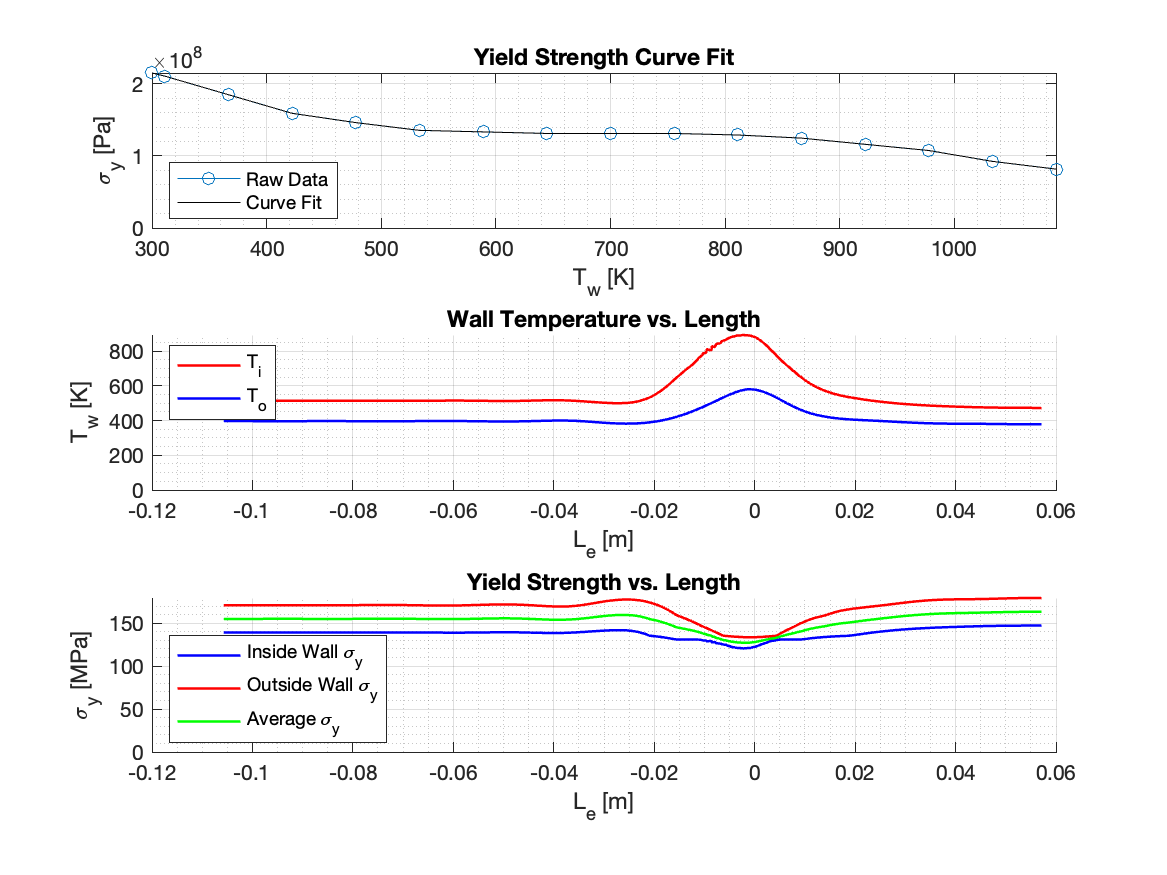 Yield Strength Curve Fit
× 10^8
2
1
0
σ_y [Pa]
Raw Data
Curve Fit
300 400 500 600 700 800 900 1000
T_w [K]
Wall Temperature vs. Length
800
600
400
200
0
T_w [K]
T_i
T_o
-0.12 -0.1 -0.08 -0.06 -0.04 -0.02 0 0.02 0.04 0.06
L_e [m]
Yield Strength vs. Length
150
100
50
0
σ_y [MPa]
Inside Wall σ_y
Outside Wall σ_y
Average σ_y
-0.12 -0.1 -0.08 -0.06 -0.04 -0.02 0 0.02 0.04 0.06
L_e [m]